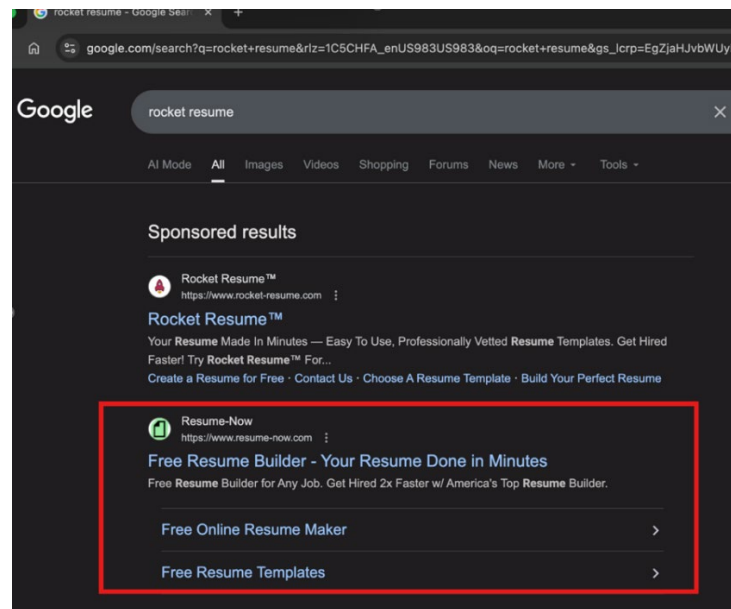 rocket resume - Google Sear
google.com/search?q=rocket+resume&rlz=1C5CHFA_enUS983US983&oq=rocket+resume&gs_lcrp=EgZjaHJvbWUy
Google
rocket resume
AI Mode All Images Videos Shopping Forums News More Tools
Sponsored results
Rocket Resume™
https://www.rocket-resume.com
Rocket Resume™
Your Resume Made In Minutes — Easy To Use, Professionally Vetted Resume Templates. Get Hired
Faster! Try Rocket Resume™ For...
Create a Resume for Free · Contact Us · Choose A Resume Template · Build Your Perfect Resume
Resume-Now
https://www.resume-now.com
Free Resume Builder - Your Resume Done in Minutes
Free Resume Builder for Any Job. Get Hired 2x Faster w/ America's Top Resume Builder.
Free Online Resume Maker
Free Resume Templates